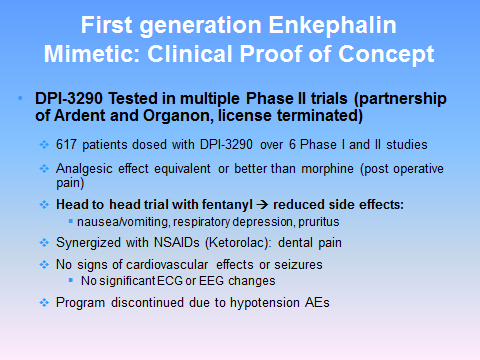 First generation Enkephalin
Mimetic: Clinical Proof of Concept
• DPI-3290 Tested in multiple Phase II trials (partnership
of Ardent and Organon, license terminated)
❖ 617 patients dosed with DPI-3290 over 6 Phase I and II studies
❖ Analgesic effect equivalent or better than morphine (post operative
pain)
❖ Head to head trial with fentanyl → reduced side effects:
▪ nausea/vomiting, respiratory depression, pruritus
❖ Synergized with NSAIDs (Ketorolac): dental pain
❖ No signs of cardiovascular effects or seizures
▪ No significant ECG or EEG changes
❖ Program discontinued due to hypotension AEs